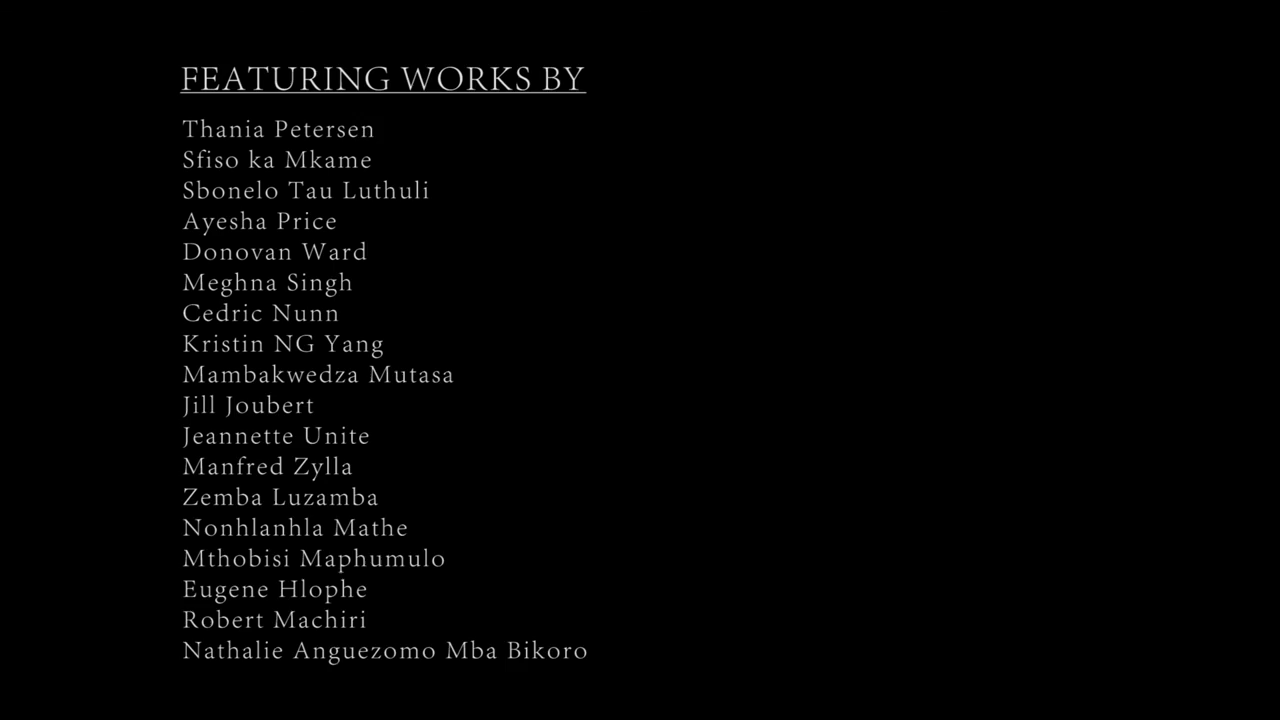 FEATURING WORKS BY
Thania Petersen
Sfiso ka Mkame
Sbonelo Tau Luthuli
Ayesha Price
Donovan Ward
Meghna Singh
Cedric Nunn
Kristin NG Yang
Mambakwedza Mutasa
Jill Joubert
Jeannette Unite
Manfred Zylla
Zemba Luzamba
Nonhlanhla Mathe
Mthobisi Maphumulo
Eugene Hlophe
Robert Machiri
Nathalie Anguezomo Mba Bikoro